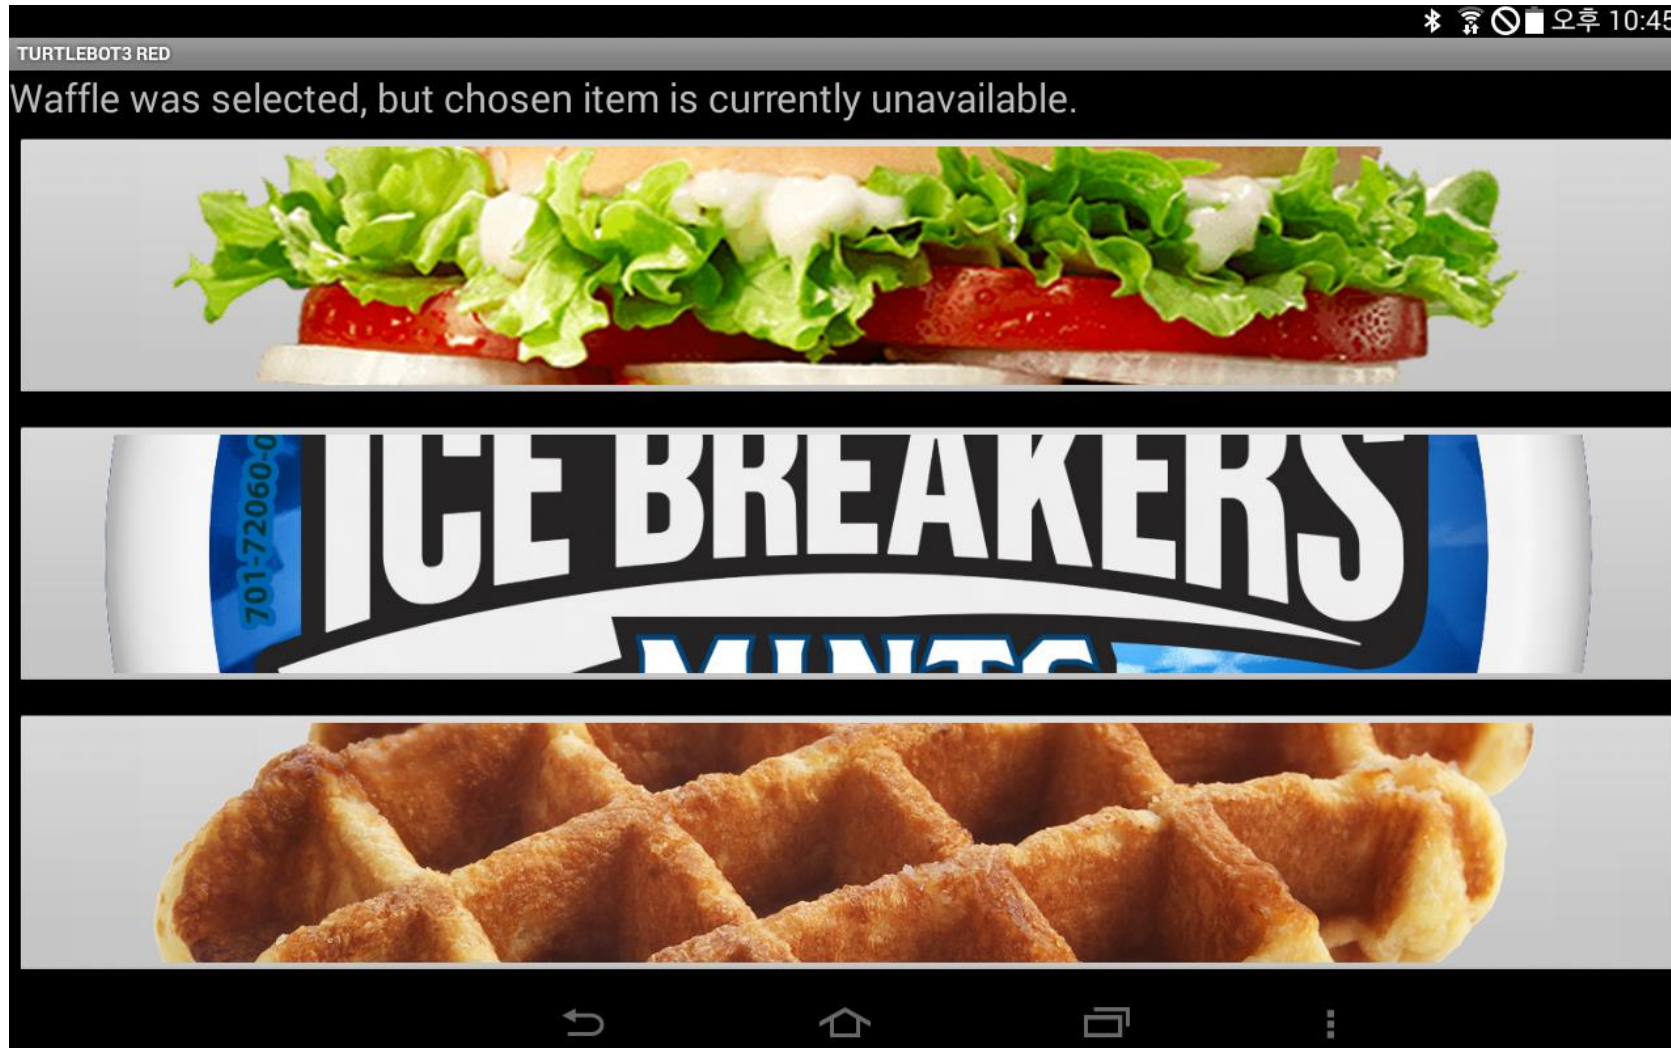 오후 10:45
TURTLEBOT3 RED
Waffle was selected, but chosen item is currently unavailable.
ICE BREAKERS
701-72060-0
MINTS